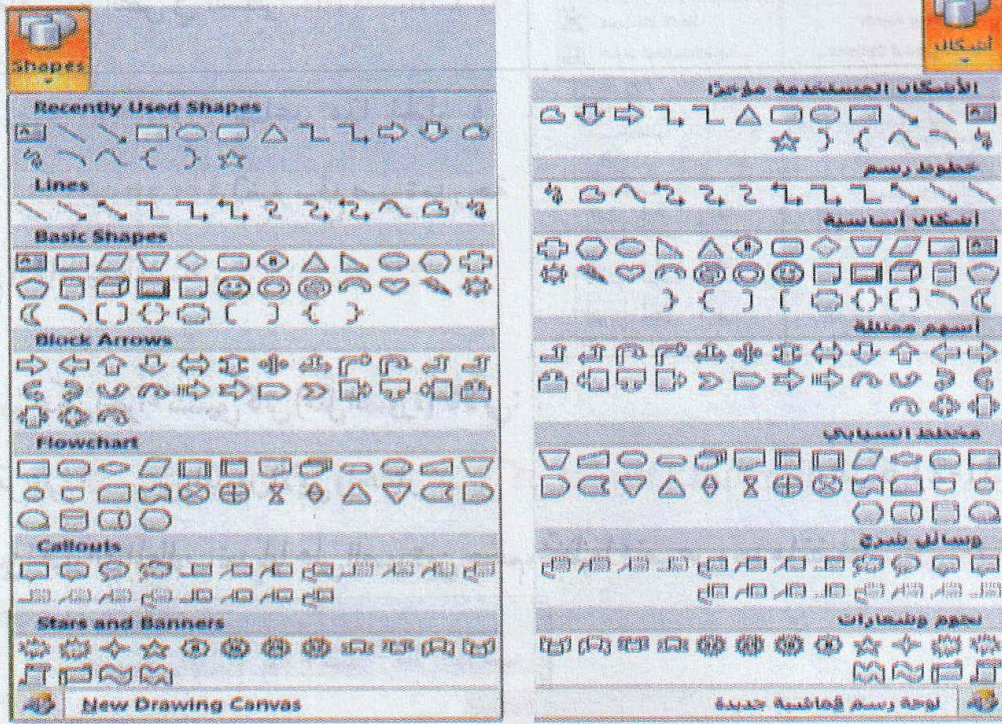 Shapes
Recently Used Shapes
Lines
Basic Shapes
Block Arrows
Flowchart
Callouts
Stars and Banners
New Drawing Canvas
أشكال
الأشكال المستخدمة مؤخرًا
خطوط رسم
أشكال أساسية
أسهم ممتلئة
مخطط انسيابي
وسائل شرح
نجوم وشعارات
لوحة رسم قماشية جديدة